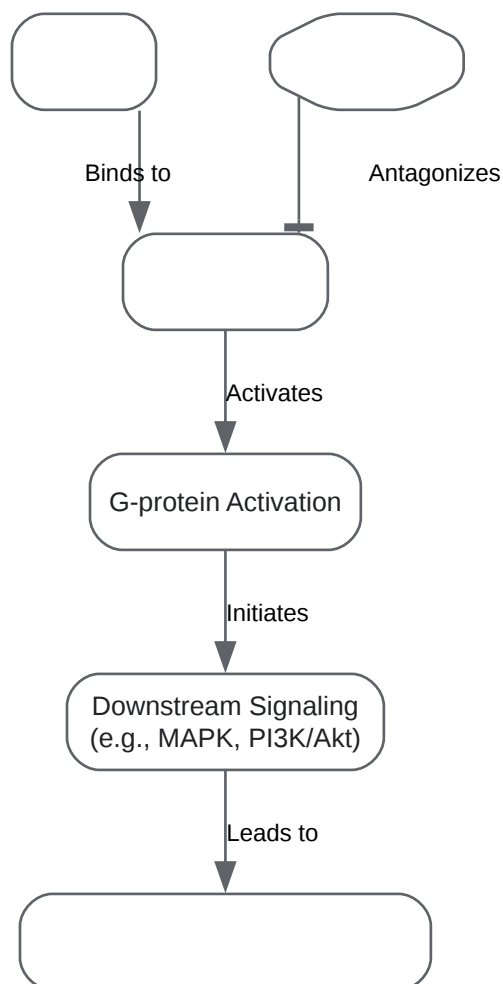 Binds to
Antagonizes
Activates
G-protein Activation
Initiates
Downstream Signaling
(e.g., MAPK, PI3K/Akt)
Leads to